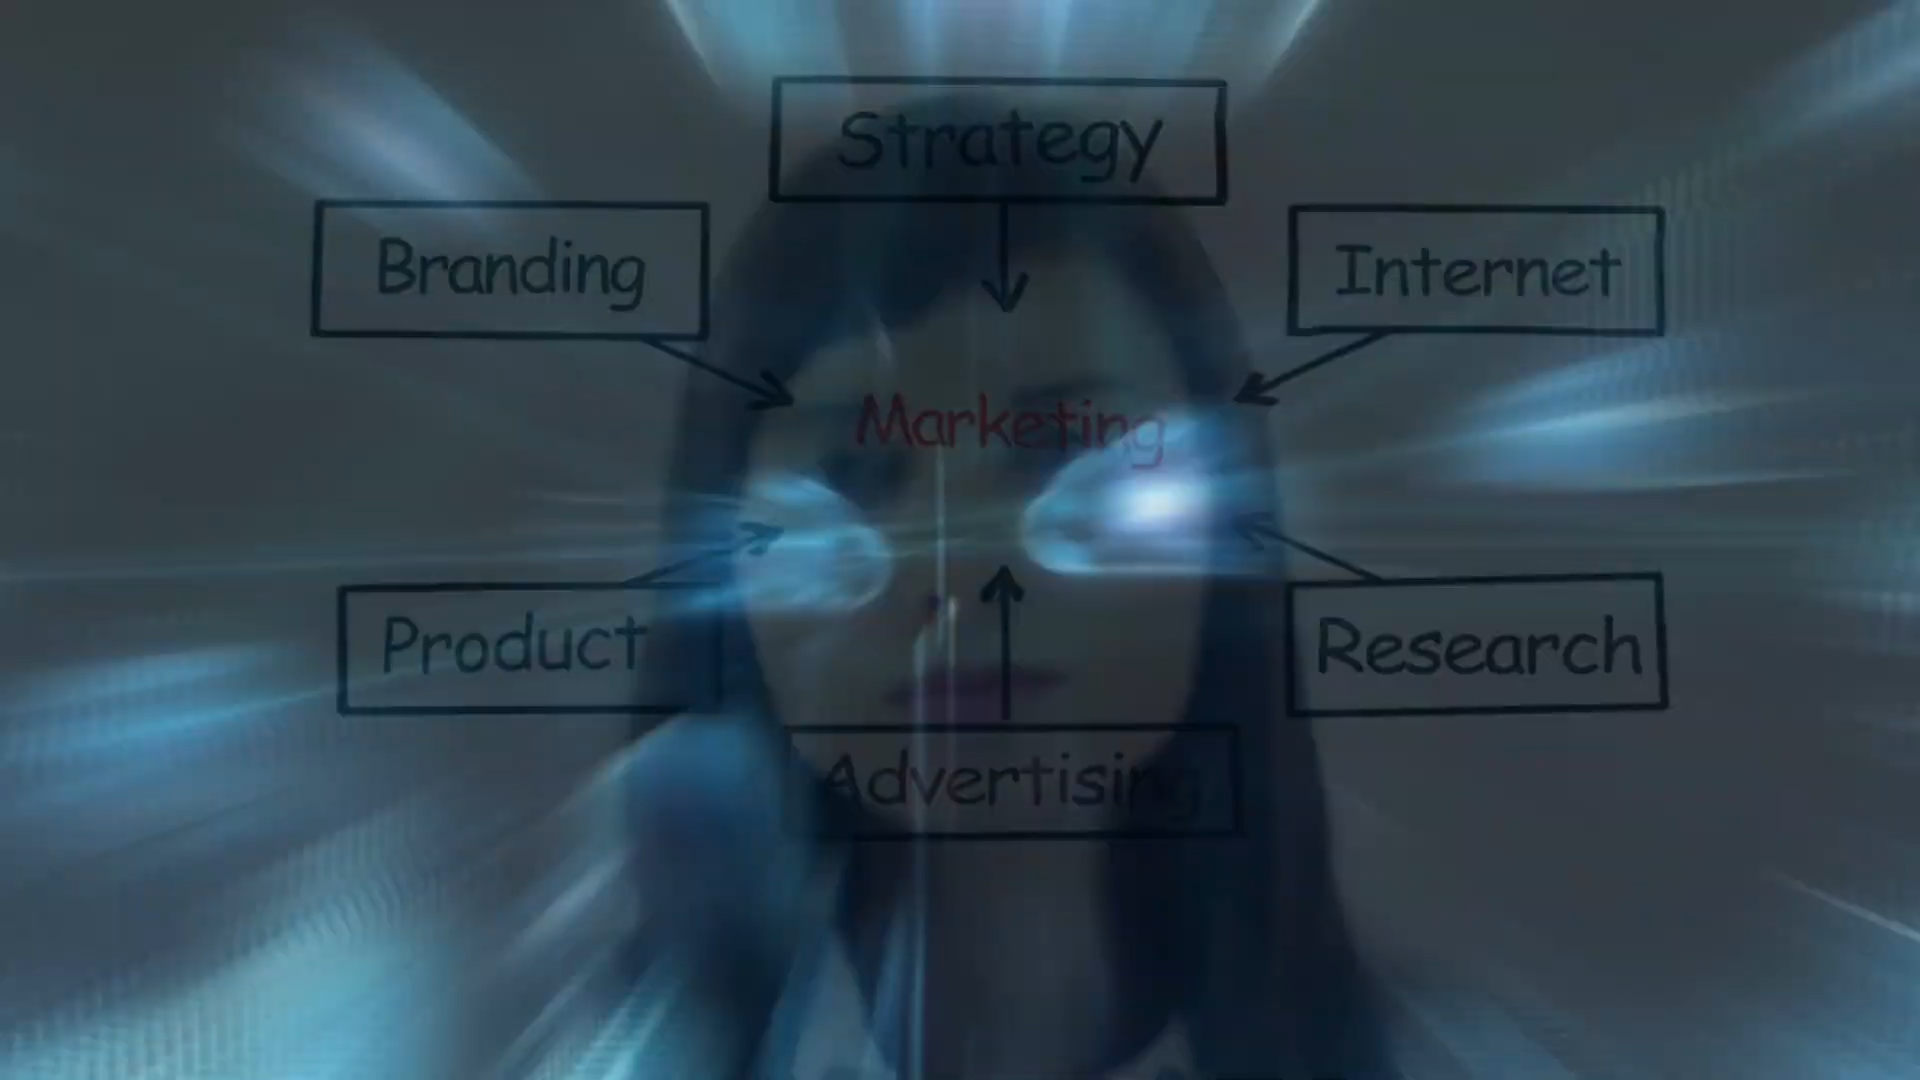 Strategy
Branding
Internet
Marketing
Product
Research
Advertising